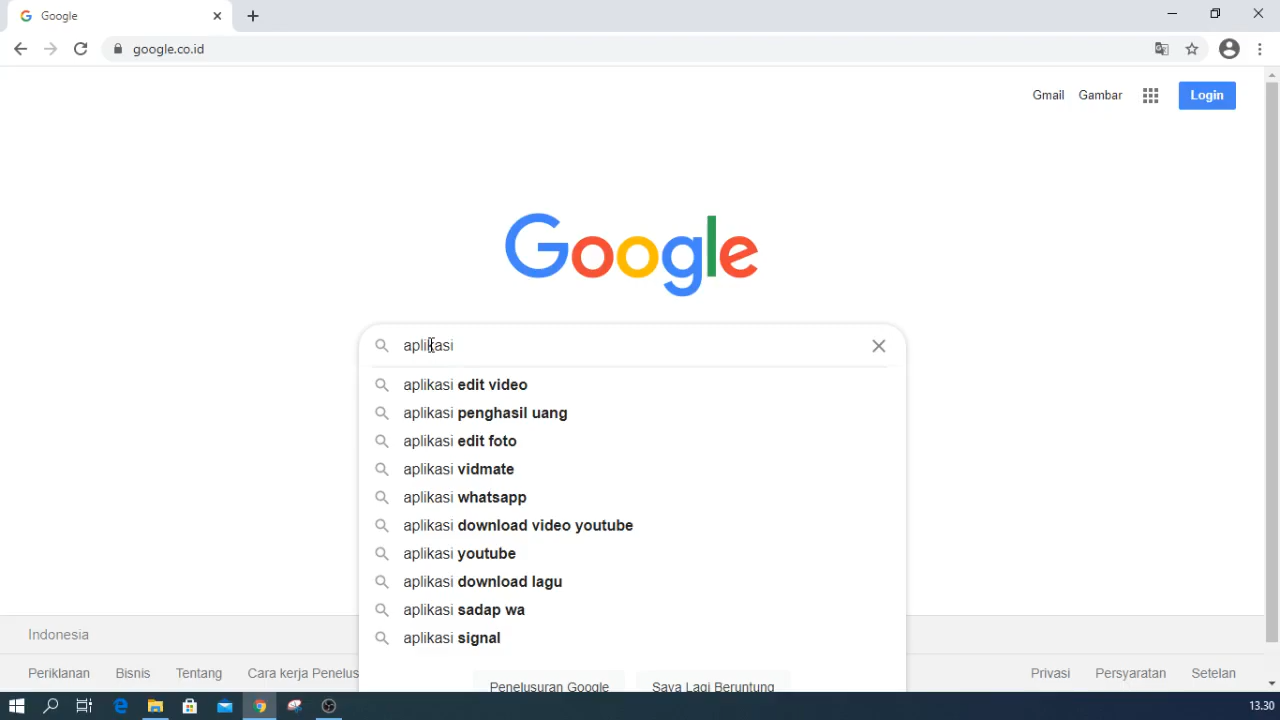 Google
google.co.id
Gmail Gambar Login
Google
aplikasi
aplikasi edit video
aplikasi penghasil uang
aplikasi edit foto
aplikasi vidmate
aplikasi whatsapp
aplikasi download video youtube
aplikasi youtube
aplikasi download lagu
aplikasi sadap wa
aplikasi signal
Indonesia
Penelusuran Google Saya Lagi Beruntung
Periklanan Bisnis Tentang Cara kerja Penelus Privasi Persyaratan Setelan
13.30